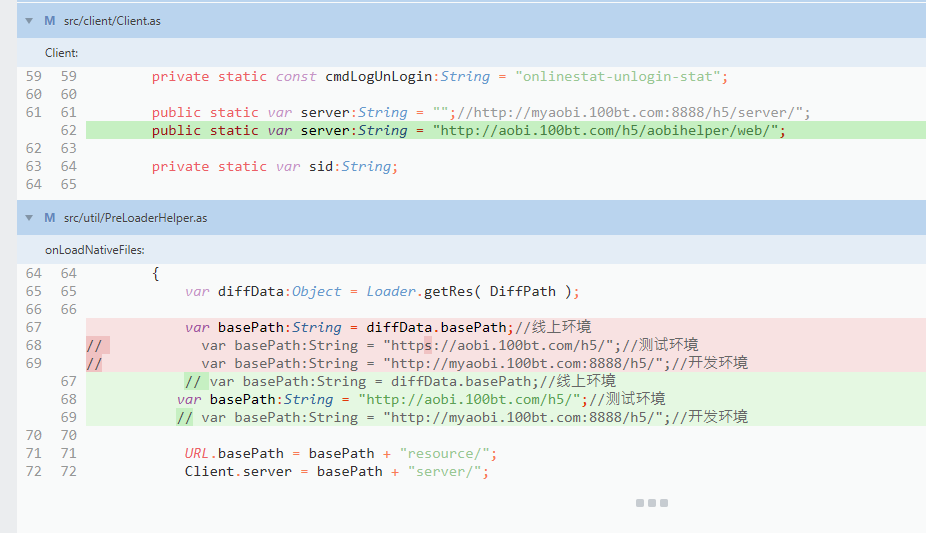 M src/client/Client.as
Client:
59 59 private static const cmdLogUnLogin:String = "onlinestat-unlogin-stat";
60 60
61 61 public static var server:String = "";//http://myaobi.100bt.com:8888/h5/server/";
62 public static var server:String = "http://aobi.100bt.com/h5/aobihelper/web/";
62 63
63 64 private static var sid:String;
64 65
M src/util/PreLoaderHelper.as
onLoadNativeFiles:
64 64 {
65 65 var diffData:Object = Loader.getRes( DiffPath );
66 66
67 var basePath:String = diffData.basePath;//线上环境
68 // var basePath:String = "https://aobi.100bt.com/h5/";//测试环境
69 // var basePath:String = "http://myaobi.100bt.com:8888/h5/";//开发环境
67 // var basePath:String = diffData.basePath;//线上环境
68 var basePath:String = "http://aobi.100bt.com/h5/";//测试环境
69 // var basePath:String = "http://myaobi.100bt.com:8888/h5/";//开发环境
70 70
71 71 URL.basePath = basePath + "resource/";
72 72 Client.server = basePath + "server/";